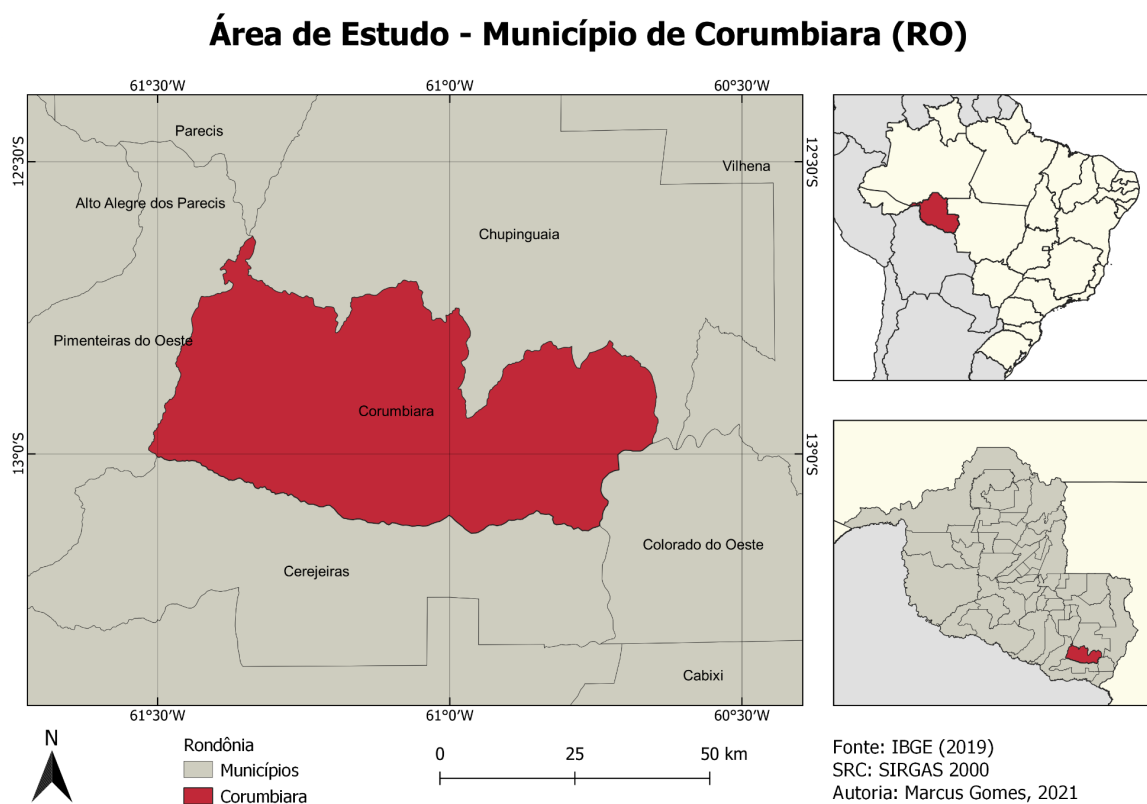 Área de Estudo - Município de Corumbiara (RO)
61°30'W
61°0'W
60°30'W
12°30'S
12°30'S
Parecis
Vilhena
Alto Alegre dos Parecis
Chupinguaia
Pimenteiras do Oeste
Corumbiara
13°0'S
13°0'S
Colorado do Oeste
Cerejeiras
Cabixi
61°30'W
61°0'W
60°30'W
N
Rondônia
Municípios
Corumbiara
0
25
50 km
Fonte: IBGE (2019)
SRC: SIRGAS 2000
Autoria: Marcus Gomes, 2021